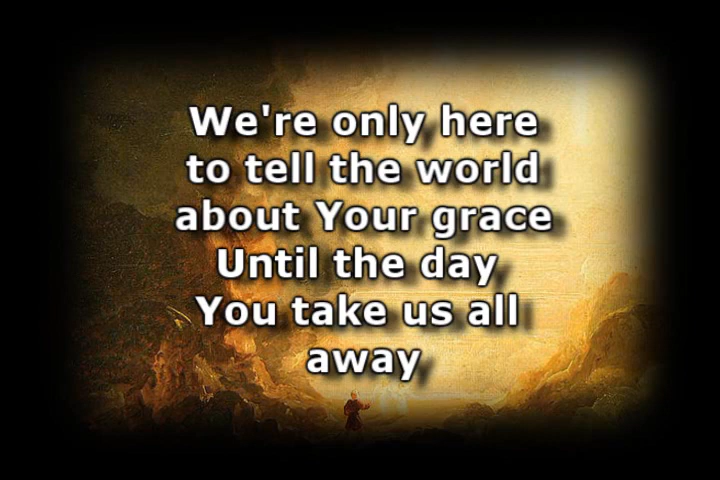 We're only here
to tell the world
about Your grace
Until the day
You take us all
away